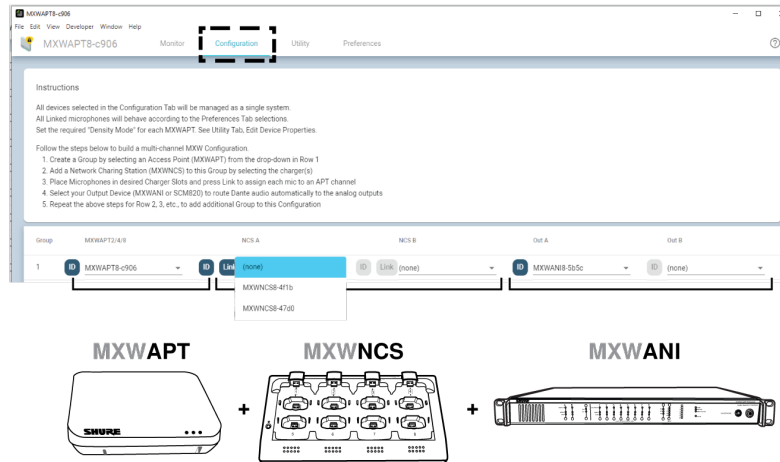 MXWAPT8-c906
File Edit View Developer Window Help
MXWAPT8-c906 Monitor Configuration Utility Preferences
Instructions
All devices selected in the Configuration Tab will be managed as a single system.
All Linked microphones will behave according to the Preferences Tab selections.
Set the required "Density Mode" for each MXWAPT. See Utility Tab, Edit Device Properties.
Follow the steps below to build a multi-channel MXW Configuration.
1. Create a Group by selecting an Access Point (MXWAPT) from the drop-down in Row 1
2. Add a Network Charing Station (MXWNCS) to this Group by selecting the charger(s)
3. Place Microphones in desired Charger Slots and press Link to assign each mic to an APT channel
4. Select your Output Device (MXWANI or SCM820) to route Dante audio automatically to the analog outputs
5. Repeat the above steps for Row 2, 3, etc., to add additional Group to this Configuration
Group MXWAPT2/4/8 NCS A NCS B Out A Out B
1 ID MXWAPT8-c906 ID Link (none) ID Link (none) ID MXWANI8-5b5c ID (none)
MXWNCS8-4f1b
MXWNCS8-47d0
MXWAPT MXWNCS MXWANI
SHURE + +
5 6 7 8